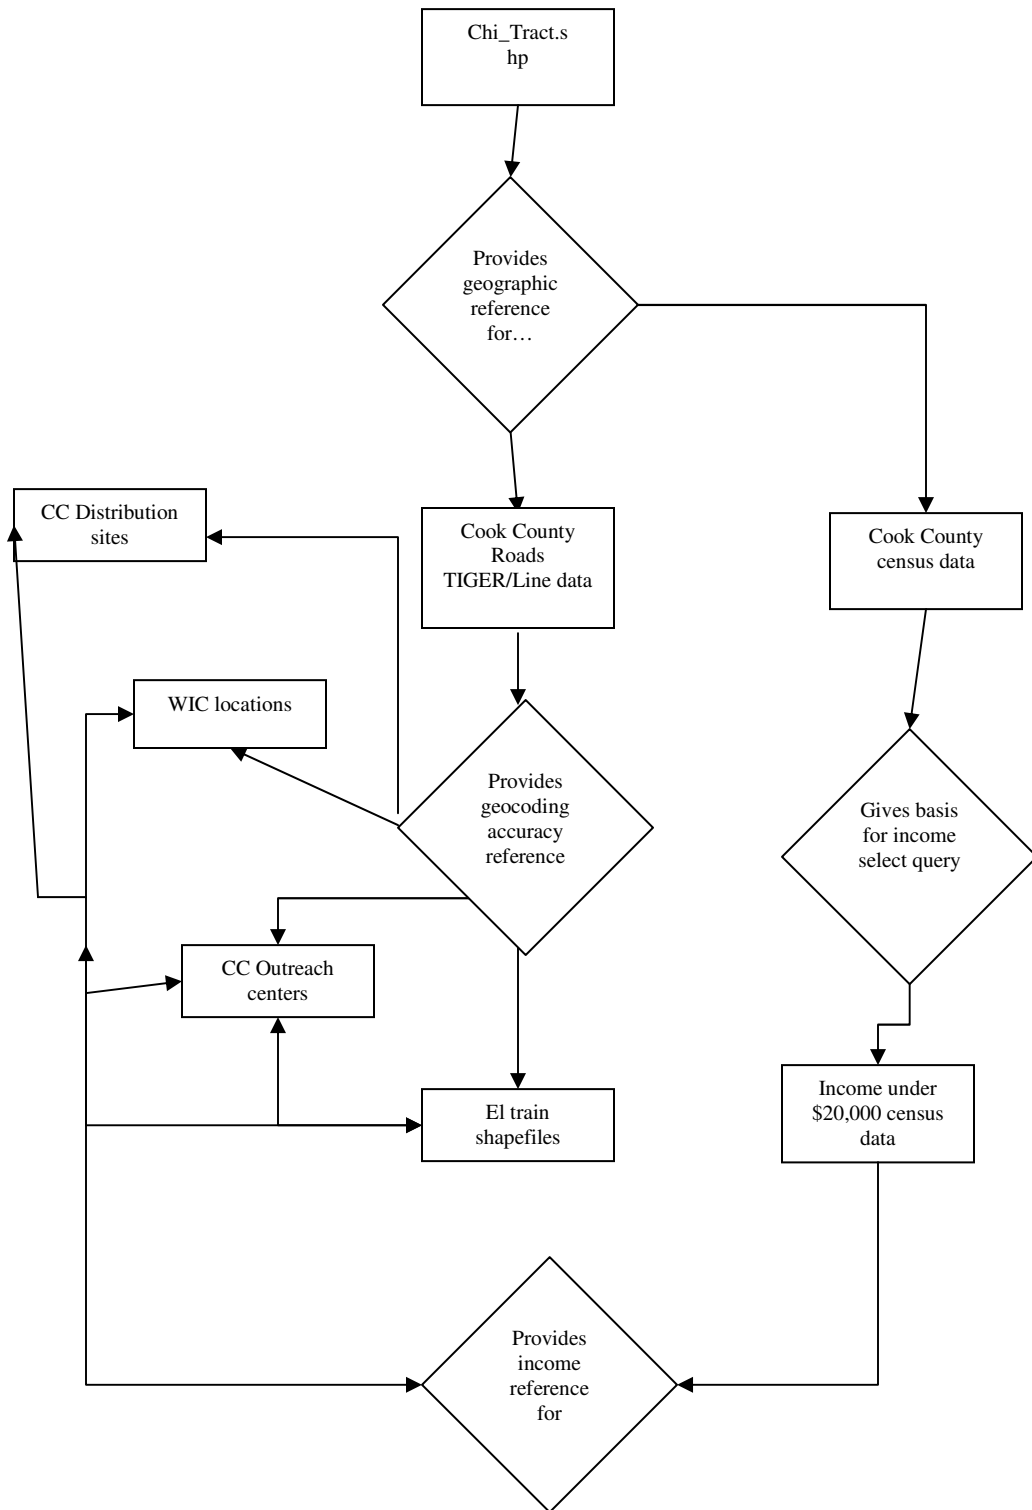 Chi_Tract.s
hp
Provides
geographic
reference
for…
CC Distribution
sites
Cook County
Roads
TIGER/Line data
Cook County
census data
WIC locations
Provides
geocoding
accuracy
reference
Gives basis
for income
select query
CC Outreach
centers
El train
shapefiles
Income under
$20,000 census
data
Provides
income
reference
for